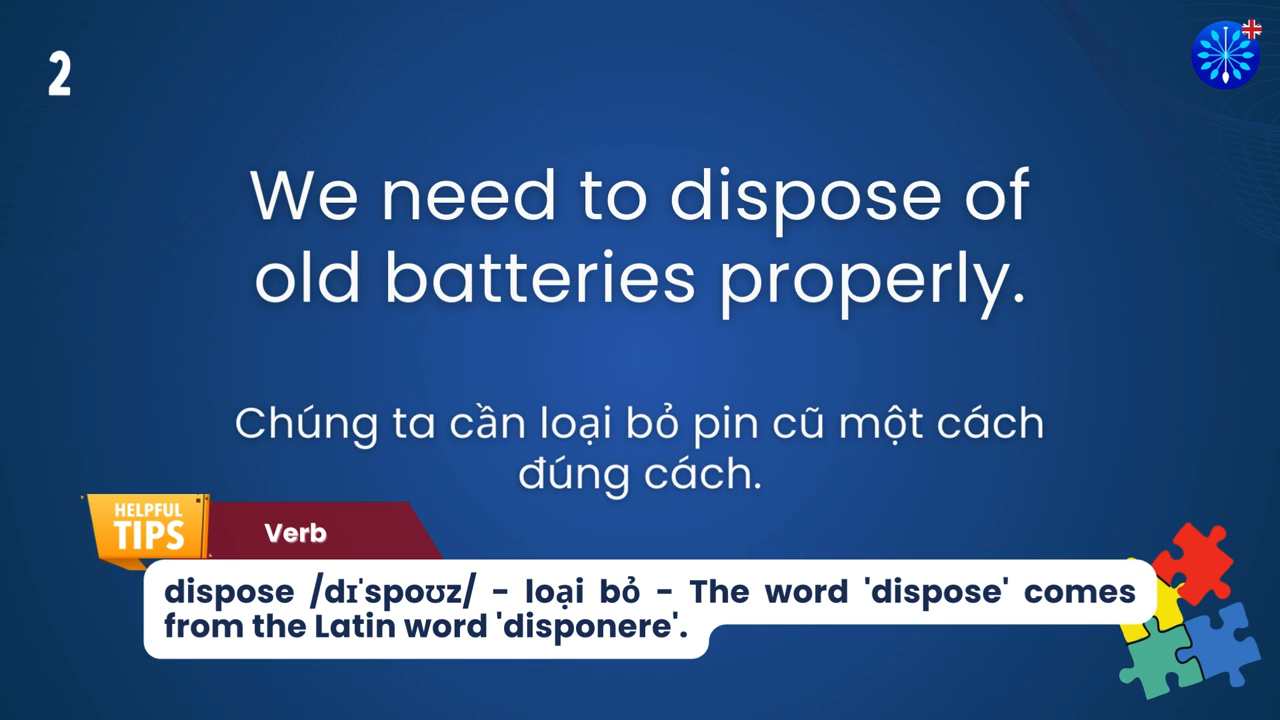 2
We need to dispose of
old batteries properly.
Chúng ta cần loại bỏ pin cũ một cách
đúng cách.
HELPFUL
TIPS
Verb
dispose /dɪˈspoʊz/ - loại bỏ - The word 'dispose' comes
from the Latin word 'disponere'.